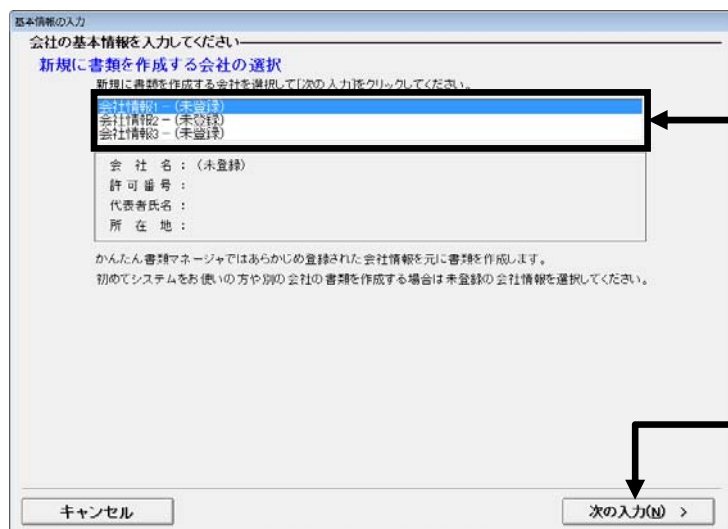 基本情報の入力
会社の基本情報を入力してください
新規に書類を作成する会社の選択
新規に書類を作成する会社を選択して[次の入力]をクリックしてください。
会社情報1 - (未登録)
会社情報2 - (未登録)
会社情報3 - (未登録)
会 社 名 : (未登録)
許可番号 :
代表者氏名 :
所 在 地 :
かんたん書類マネージャではあらかじめ登録された会社情報を元に書類を作成します。
初めてシステムをお使いの方や別の会社の書類を作成する場合は未登録の会社情報を選択してください。
キャンセル
次の入力(N) >